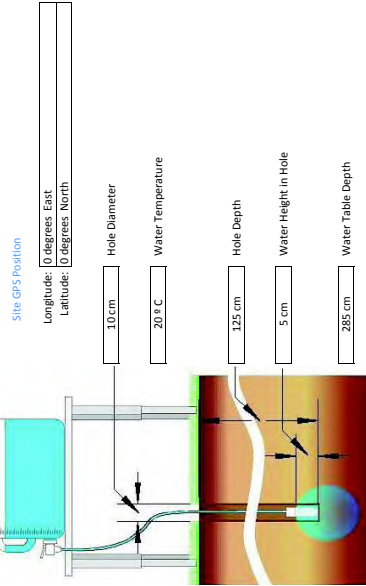 Site GPS Position
Longitude: 0 degrees East
Latitude: 0 degrees North
10 cm Hole Diameter
20 º C Water Temperature
125 cm Hole Depth
5 cm Water Height in Hole
285 cm Water Table Depth